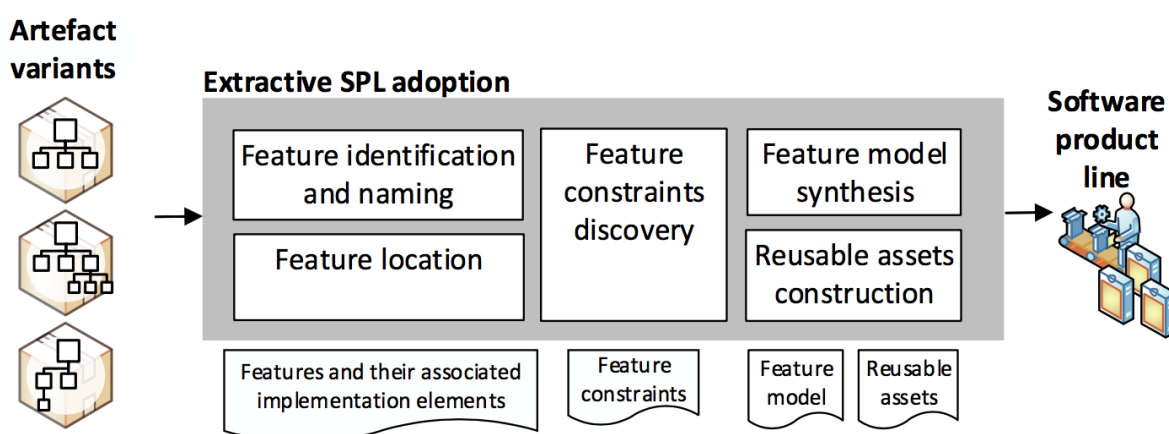 Artefact
variants
Extractive SPL adoption
Feature identification
and naming
Feature location
Feature
constraints
discovery
Feature model
synthesis
Reusable assets
construction
Software
product
line
Features and their associated
implementation elements
Feature
constraints
Feature
model
Reusable
assets